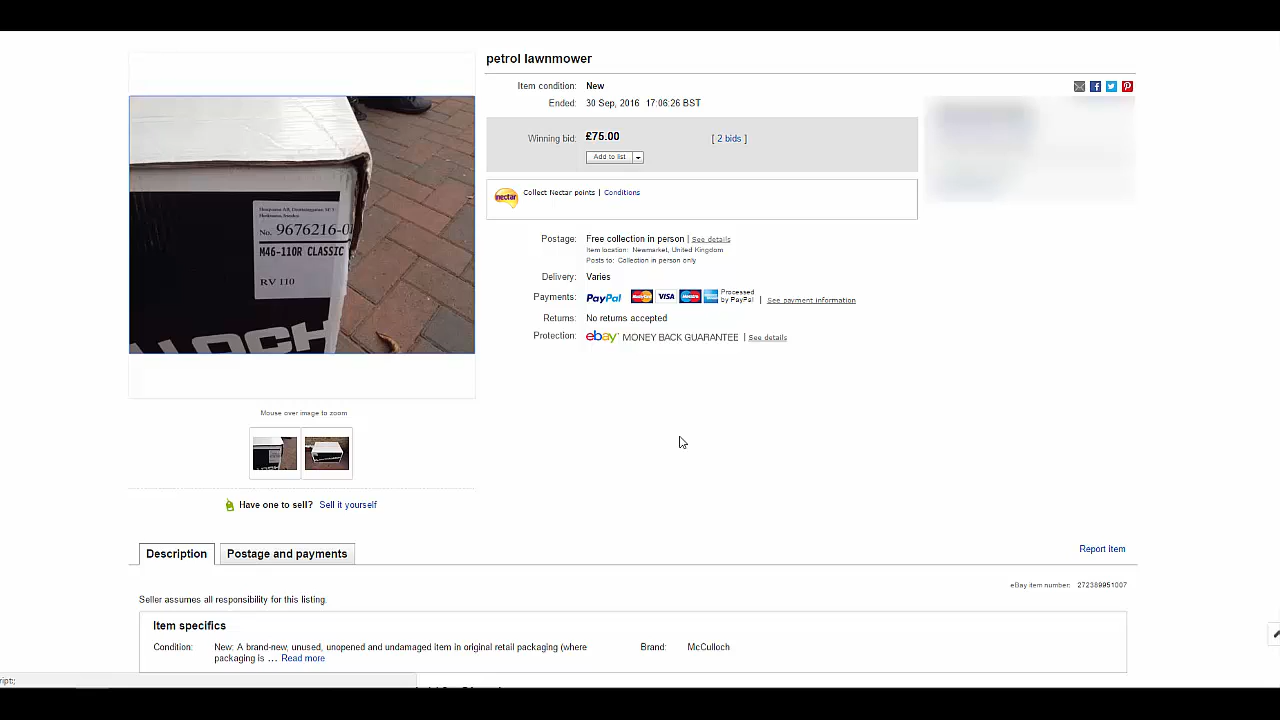 petrol lawnmower
Item condition: New
Ended: 30 Sep, 2016 17:06:26 BST
Winning bid: £75.00 [ 2 bids ]
Add to list
nectar Collect Nectar points | Conditions
Postage: Free collection in person | See details
Item location: Newmarket, United Kingdom
Posts to: Collection in person only
Delivery: Varies
Payments: PayPal MasterCard VISA Maestro Processed by PayPal | See payment information
Returns: No returns accepted
Protection: ebay MONEY BACK GUARANTEE | See details
No. 9676216-0
M46-110R CLASSIC
RV 110
LOCH
Mouse over image to zoom
Have one to sell? Sell it yourself
Description Postage and payments Report item
eBay item number: 272389951007
Seller assumes all responsibility for this listing.
Item specifics
Condition: New: A brand-new, unused, unopened and undamaged item in original retail packaging (where packaging is ... Read more
Brand: McCulloch
ript:;